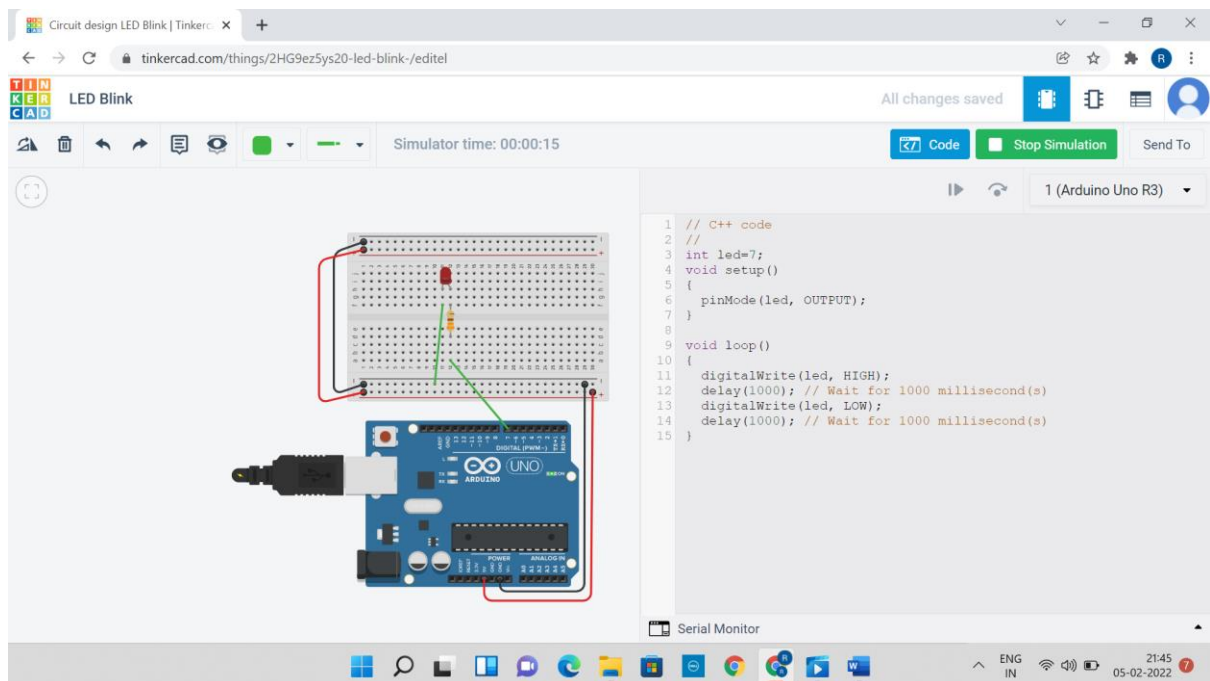 Circuit design LED Blink | Tinkerc
tinkercad.com/things/2HG9ez5ys20-led-blink-/editel
R
TIN
KER
CAD
LED Blink
All changes saved
Simulator time: 00:00:15
Code
Stop Simulation
Send To
1 (Arduino Uno R3)
1 // C++ code
2 //
3 int led=7;
4 void setup()
5 {
6 pinMode(led, OUTPUT);
7 }
8
9 void loop()
10 {
11 digitalWrite(led, HIGH);
12 delay(1000); // Wait for 1000 millisecond(s)
13 digitalWrite(led, LOW);
14 delay(1000); // Wait for 1000 millisecond(s)
15 }
DIGITAL (PWM~)
UNO
ARDUINO
POWER
ANALOG IN
Serial Monitor
ENG
IN
21:45
05-02-2022
7